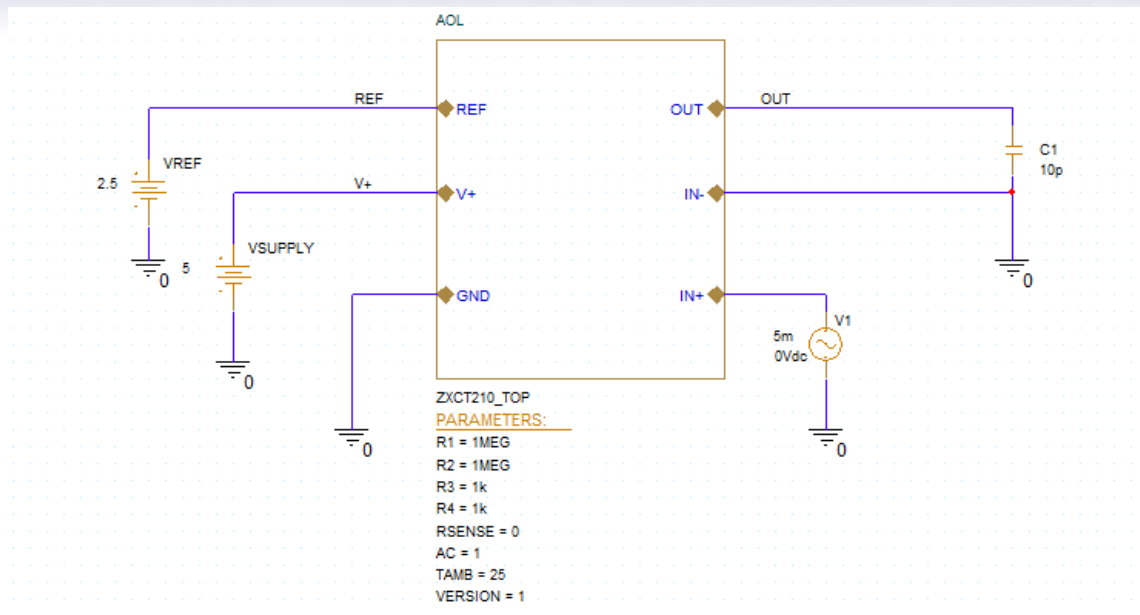 AOL
REF
REF
OUT
OUT
VREF
2.5
V+
V+
IN-
C1
10p
VSUPPLY
5
0
0
0
GND
IN+
V1
5m
0Vdc
0
0
0
ZXCT210_TOP
PARAMETERS:
R1 = 1MEG
R2 = 1MEG
R3 = 1k
R4 = 1k
RSENSE = 0
AC = 1
TAMB = 25
VERSION = 1